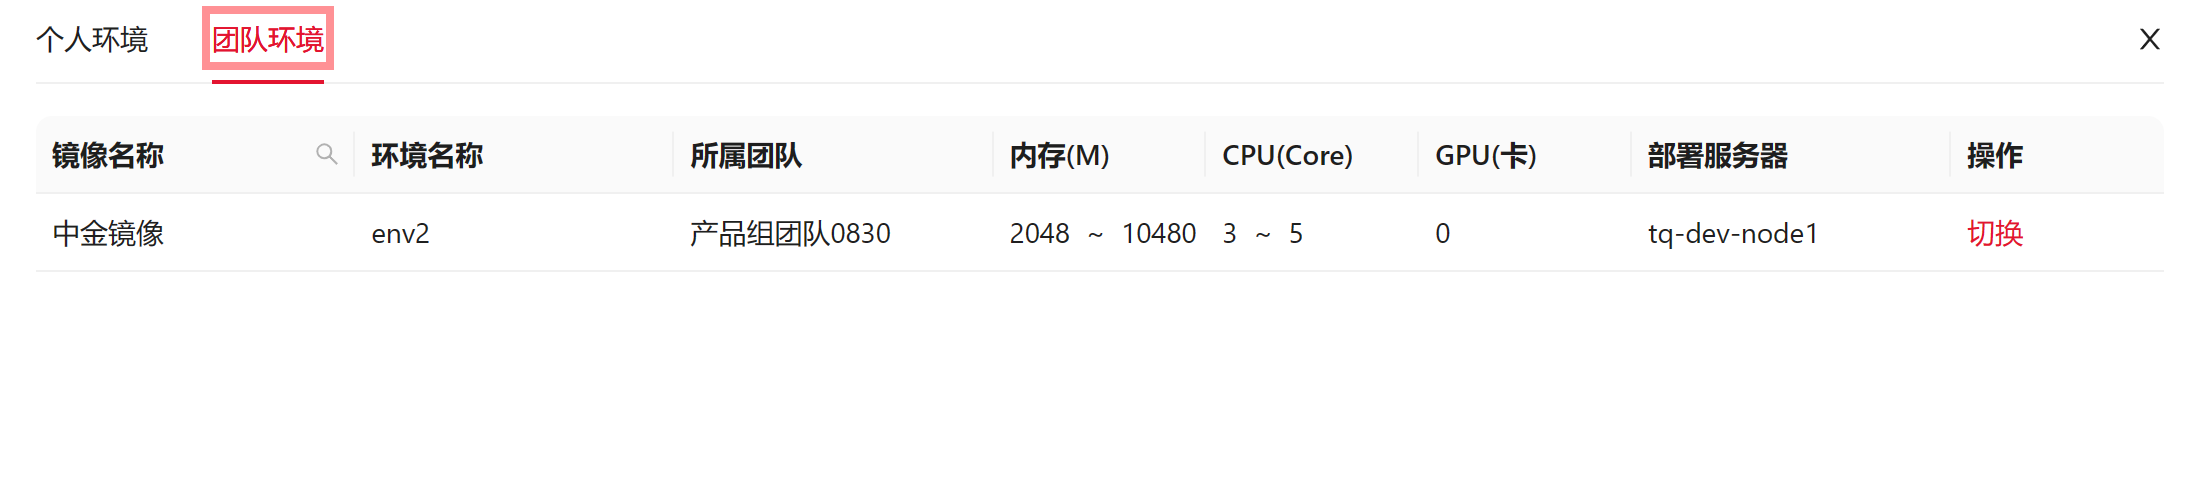 个人环境 团队环境 X
镜像名称 环境名称 所属团队 内存(M) CPU(Core) GPU(卡) 部署服务器 操作
中金镜像 env2 产品组团队0830 2048 ~ 10480 3 ~ 5 0 tq-dev-node1 切换